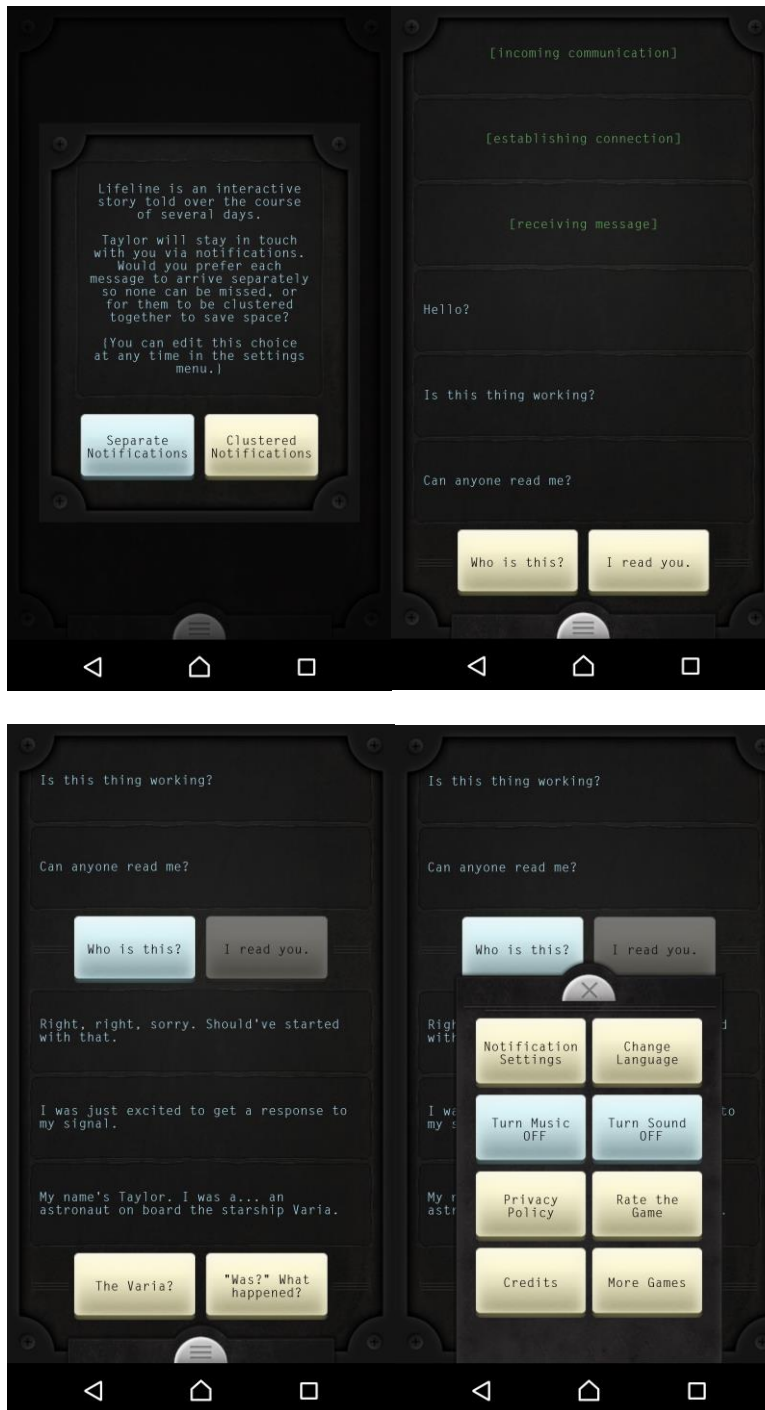 Lifeline is an interactive
story told over the course
of several days.
Taylor will stay in touch
with you via notifications.
Would you prefer each
message to arrive separately
so none can be missed, or
for them to be clustered
together to save space?
(You can edit this choice
at any time in the settings
menu.)
Separate
Notifications
Clustered
Notifications
[incoming communication]
[establishing connection]
[receiving message]
Hello?
Is this thing working?
Can anyone read me?
Who is this?
I read you.
Is this thing working?
Can anyone read me?
Who is this?
I read you.
Right, right, sorry. Should've started
with that.
I was just excited to get a response to
my signal.
My name's Taylor. I was a... an
astronaut on board the starship Varia.
The Varia?
"Was?" What
happened?
Is this thing working?
Can anyone read me?
Who is this?
I read you.
Notification
Settings
Change
Language
Turn Music
OFF
Turn Sound
OFF
Privacy
Policy
Rate the
Game
Credits
More Games